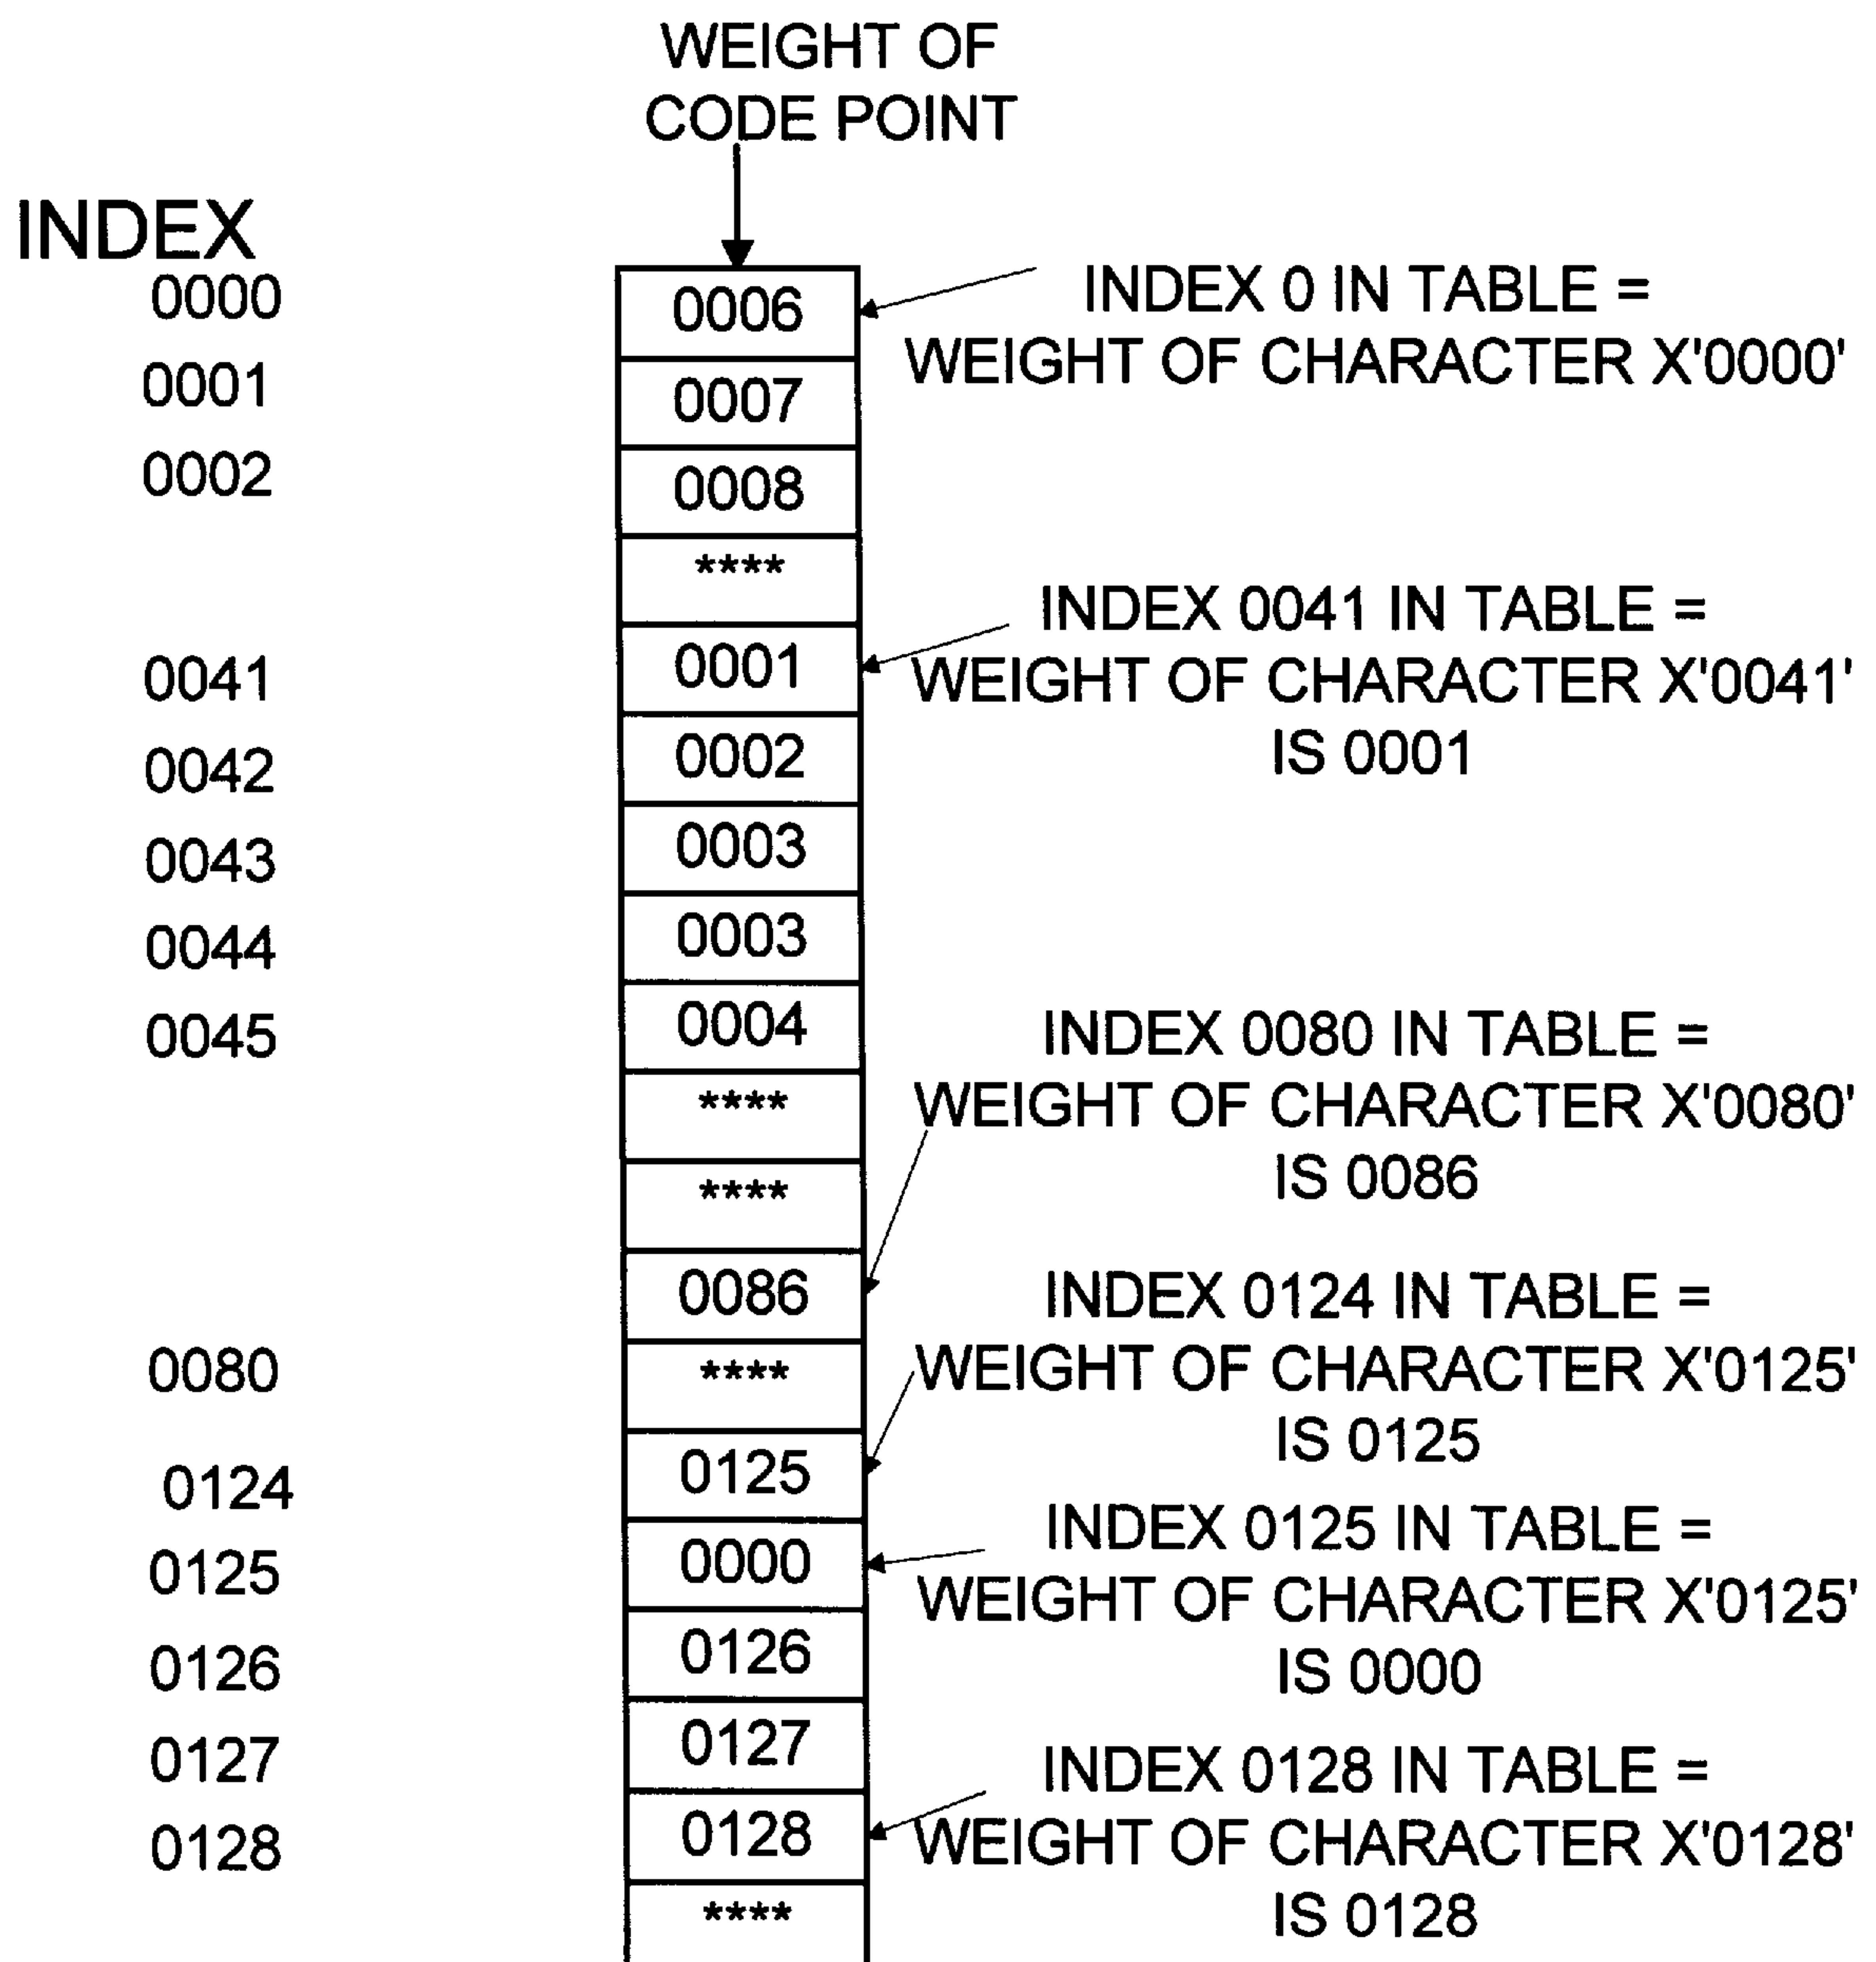 WEIGHT OF
CODE POINT
INDEX
0000
0006
INDEX 0 IN TABLE =
WEIGHT OF CHARACTER X'0000'
0001
0007
0002
0008
****
INDEX 0041 IN TABLE =
WEIGHT OF CHARACTER X'0041'
IS 0001
0041
0001
0042
0002
0043
0003
0044
0003
0045
0004
****
****
INDEX 0080 IN TABLE =
WEIGHT OF CHARACTER X'0080'
IS 0086
0086
0080
****
INDEX 0124 IN TABLE =
WEIGHT OF CHARACTER X'0125'
IS 0125
0124
0125
0125
0000
INDEX 0125 IN TABLE =
WEIGHT OF CHARACTER X'0125'
IS 0000
0126
0126
0127
0127
0128
0128
INDEX 0128 IN TABLE =
WEIGHT OF CHARACTER X'0128'
IS 0128
****